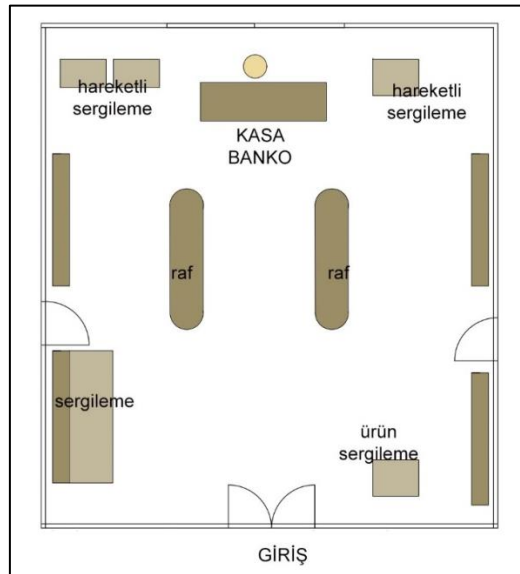 hareketli
sergileme
hareketli
sergileme
KASA
BANKO
raf
raf
sergileme
ürün
sergileme
GİRİŞ